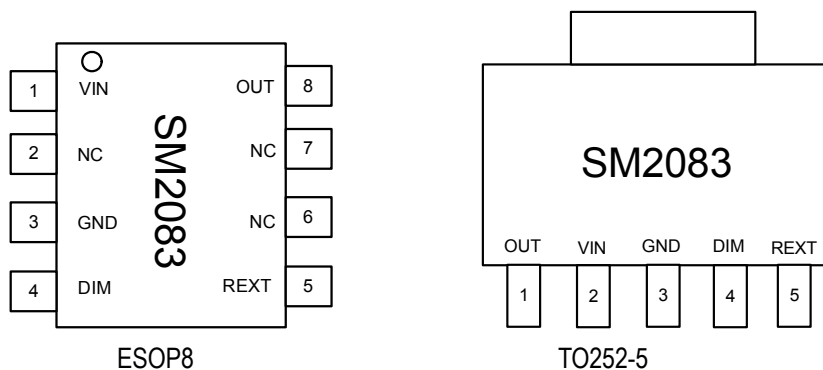 1 VIN OUT 8
2 NC NC 7
3 GND NC 6
4 DIM REXT 5
SM2083
ESOP8
SM2083
OUT VIN GND DIM REXT
1 2 3 4 5
TO252-5